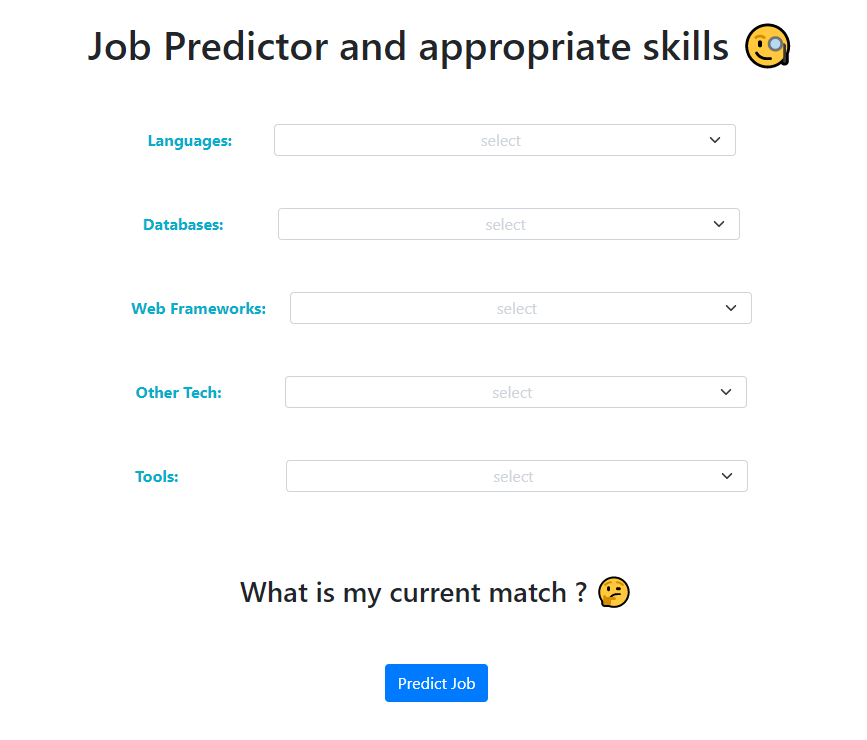 Job Predictor and appropriate skills 🧐
Languages: select
Databases: select
Web Frameworks: select
Other Tech: select
Tools: select
What is my current match ? 🤔
Predict Job